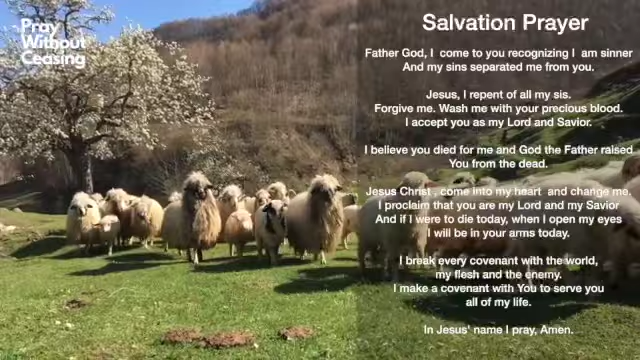 Pray
Without
Ceasing
Salvation Prayer
Father God, I come to you recognizing I am sinner
And my sins separated me from you.
Jesus, I repent of all my sis.
Forgive me. Wash me with your precious blood.
I accept you as my Lord and Savior.
I believe you died for me and God the Father raised
You from the dead.
Jesus Christ , come into my heart and change me.
I proclaim that you are my Lord and my Savior
And if I were to die today, when I open my eyes
I will be in your arms today.
I break every covenant with the world,
my flesh and the enemy.
I make a covenant with You to serve you
all of my life.
In Jesus' name I pray, Amen.